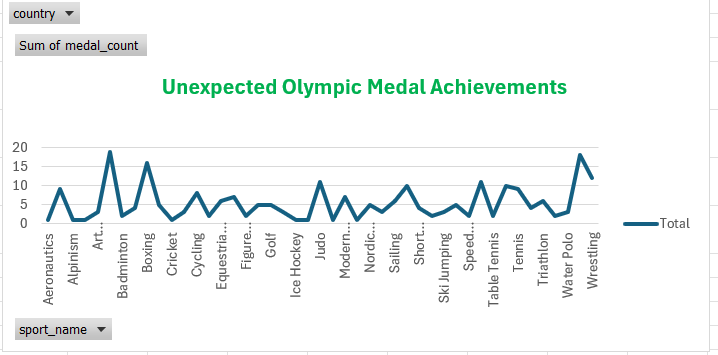 country
Sum of medal_count
Unexpected Olympic Medal Achievements
20
15
10
5
0
Total
Aeronautics
Alpinism
Art...
Badminton
Boxing
Cricket
Cycling
Equestria...
Figure...
Golf
Ice Hockey
Judo
Modern...
Nordic...
Sailing
Short...
Ski Jumping
Speed...
Table Tennis
Tennis
Triathlon
Water Polo
Wrestling
sport_name